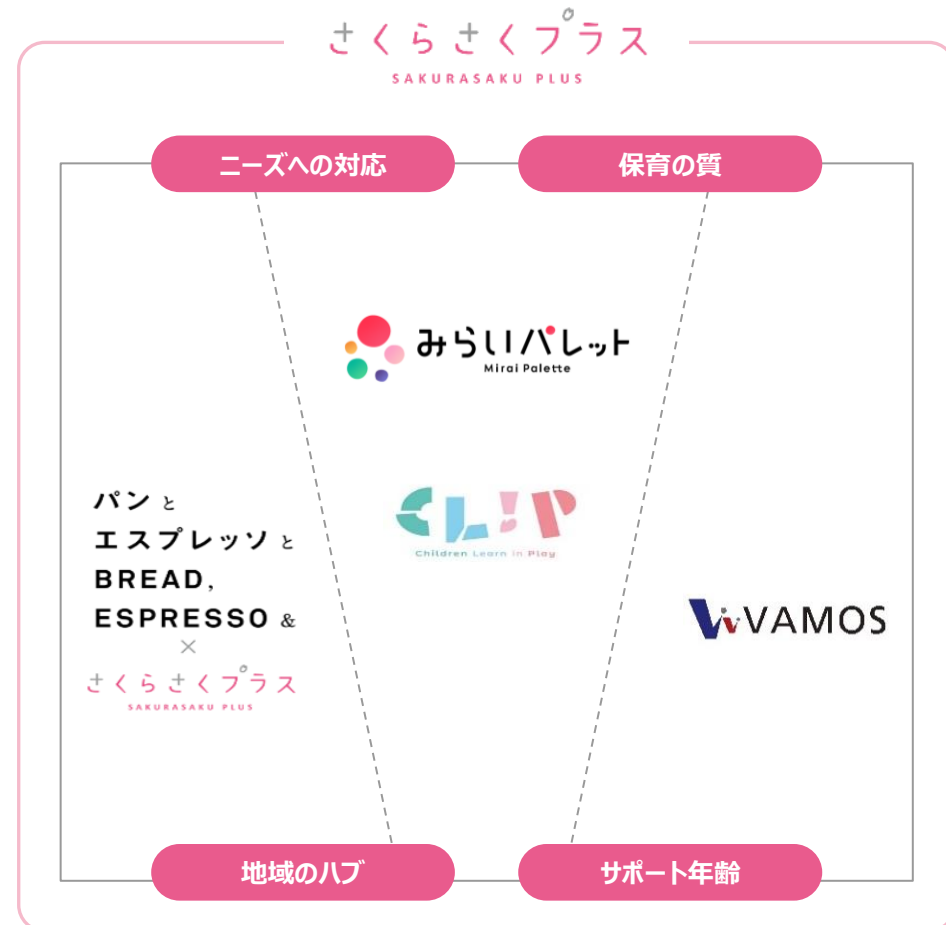 さくらさくプラス
SAKURASAKU PLUS
ニーズへの対応
保育の質
みらいパレット
Mirai Palette
CL!P
Children Learn in Play
パンと
エスプレッソと
BREAD,
ESPRESSO &
×
さくらさくプラス
SAKURASAKU PLUS
VAMOS
地域のハブ
サポート年齢